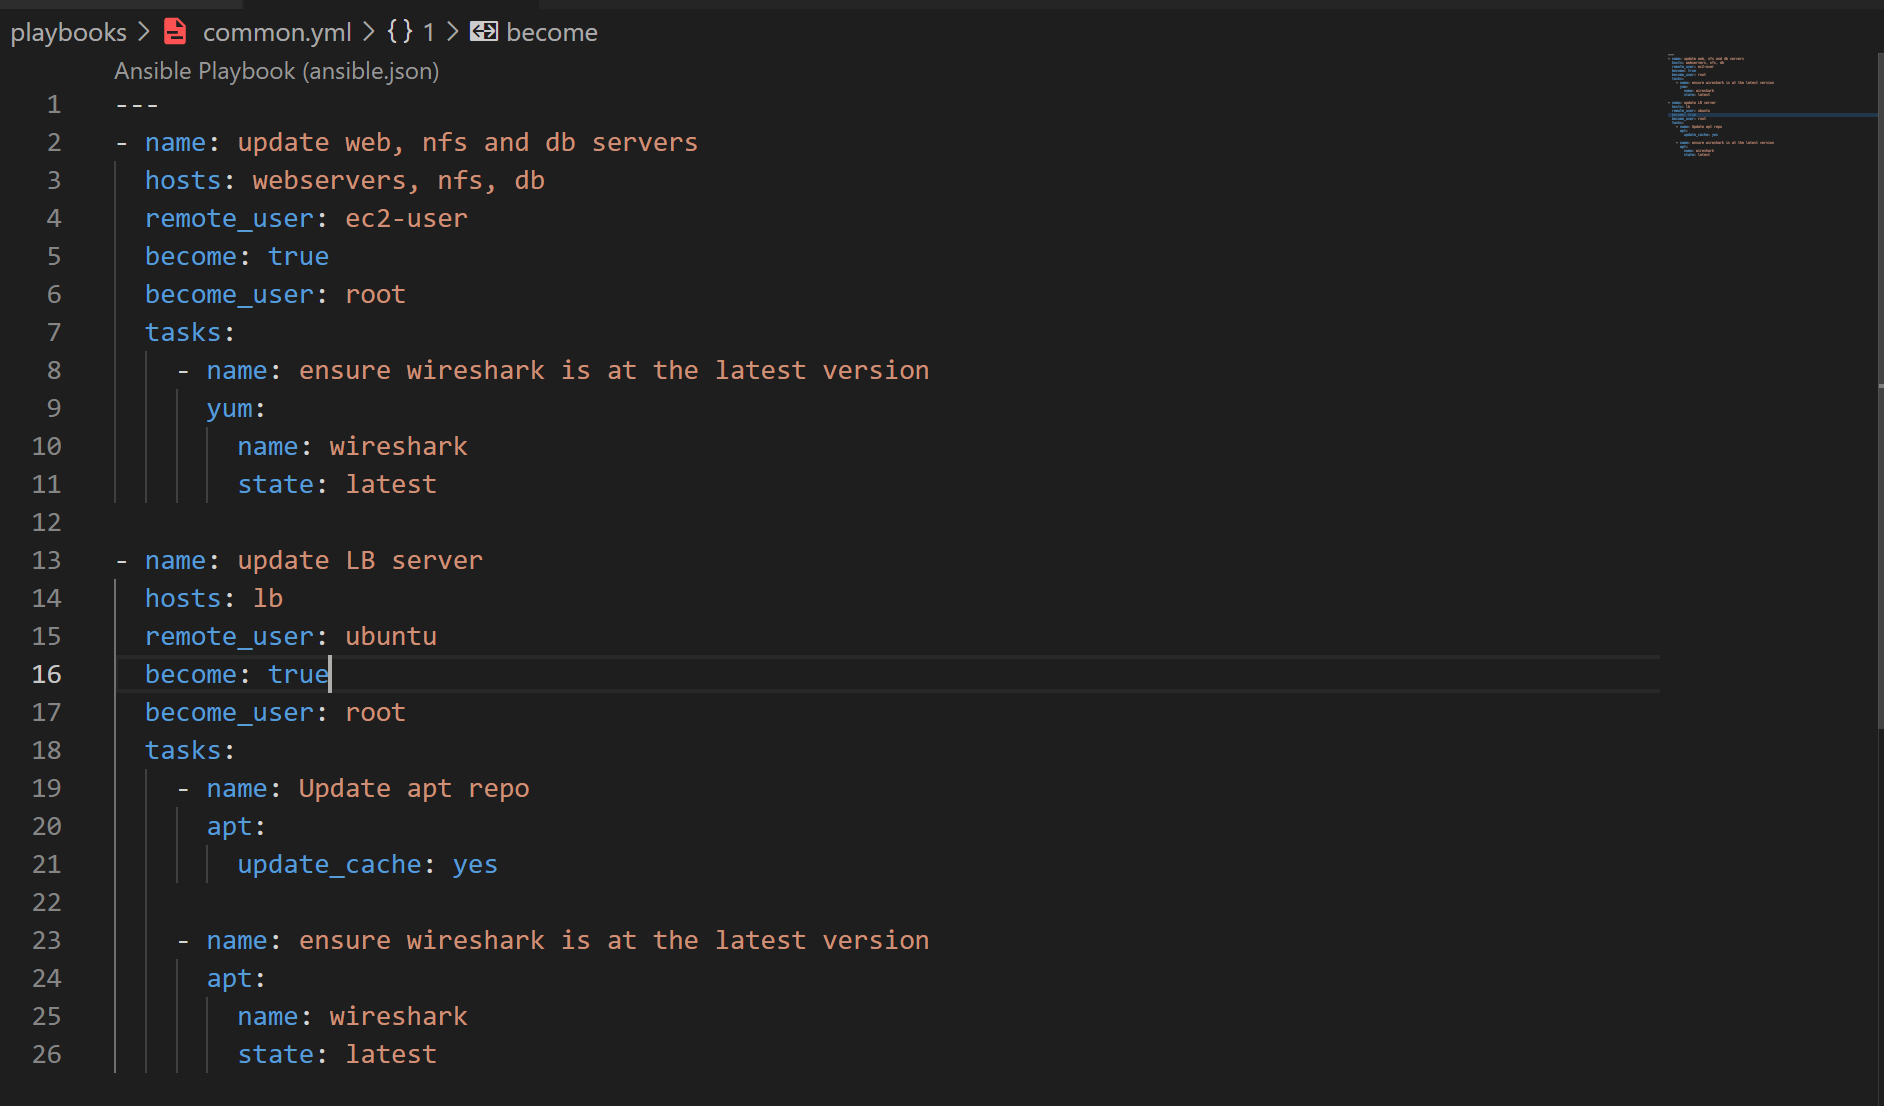 playbooks > common.yml > {} 1 > become
Ansible Playbook (ansible.json)
1 ---
2 - name: update web, nfs and db servers
3   hosts: webservers, nfs, db
4   remote_user: ec2-user
5   become: true
6   become_user: root
7   tasks:
8     - name: ensure wireshark is at the latest version
9       yum:
10         name: wireshark
11         state: latest
12
13 - name: update LB server
14   hosts: lb
15   remote_user: ubuntu
16   become: true
17   become_user: root
18   tasks:
19     - name: Update apt repo
20       apt:
21         update_cache: yes
22
23     - name: ensure wireshark is at the latest version
24       apt:
25         name: wireshark
26         state: latest